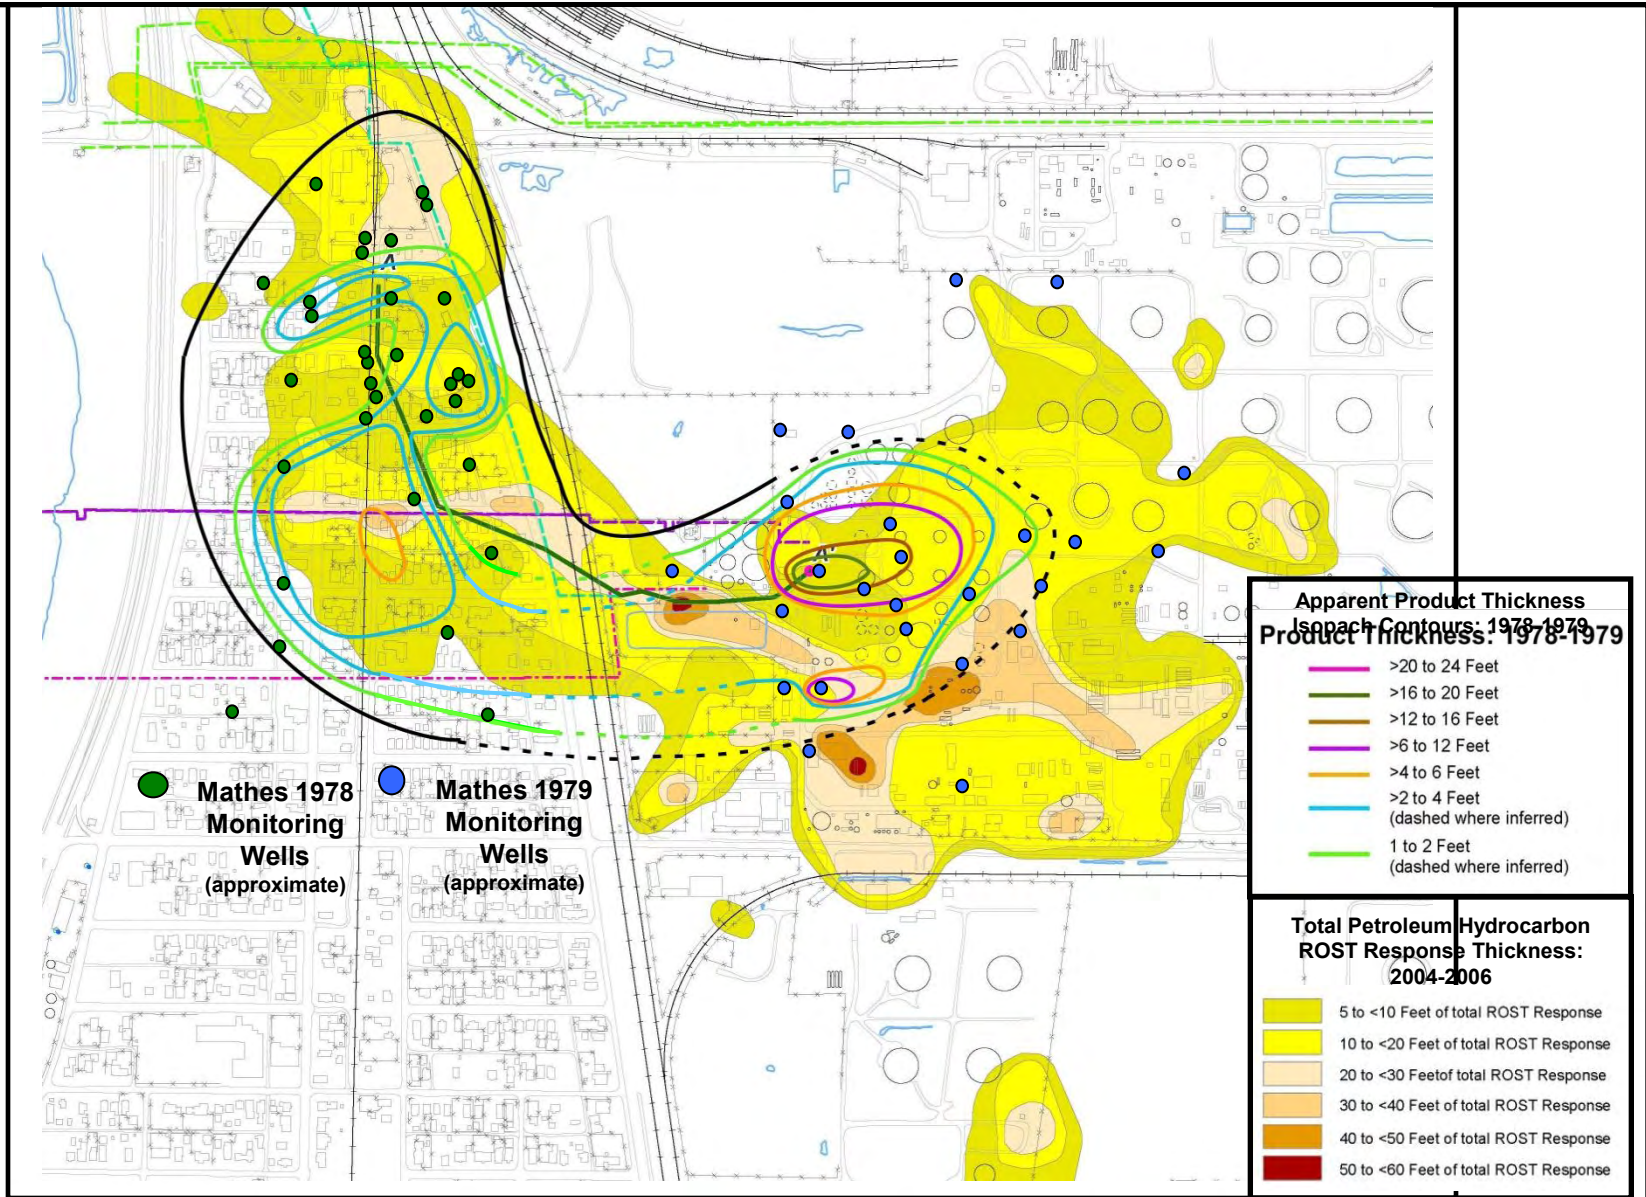 A
A'
Mathes 1978
Monitoring
Wells
(approximate)
Mathes 1979
Monitoring
Wells
(approximate)
Apparent Product Thickness
Isopach Contours: 1978-1979
Product Thickness: 1978-1979
>20 to 24 Feet
>16 to 20 Feet
>12 to 16 Feet
>6 to 12 Feet
>4 to 6 Feet
>2 to 4 Feet
(dashed where inferred)
1 to 2 Feet
(dashed where inferred)
Total Petroleum Hydrocarbon
ROST Response Thickness:
2004-2006
5 to <10 Feet of total ROST Response
10 to <20 Feet of total ROST Response
20 to <30 Feetof total ROST Response
30 to <40 Feet of total ROST Response
40 to <50 Feet of total ROST Response
50 to <60 Feet of total ROST Response